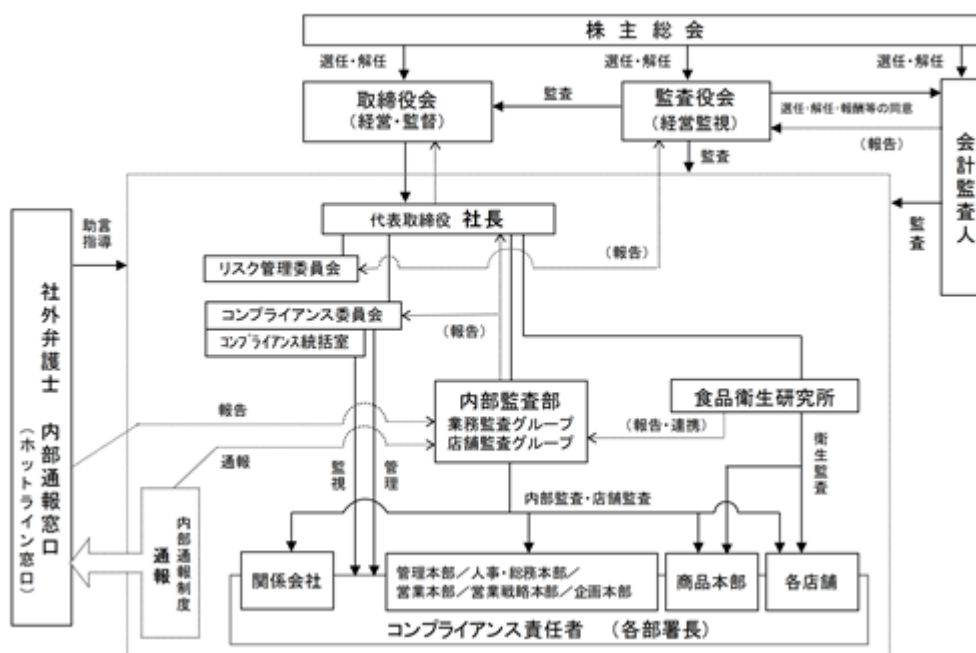 株主総会
選任・解任
選任・解任
選任・解任
取締役会
(経営・監督)
監査
監査役会
(経営監視)
選任・解任・報酬等の同意
(報告)
会計監査人
監査
監査
代表取締役 社長
助言
指導
リスク管理委員会
(報告)
コンプライアンス委員会
コンプライアンス統括室
(報告)
社外弁護士 内部通報窓口
(ホットライン窓口)
内部監査部
業務監査グループ
店舗監査グループ
食品衛生研究所
報告
(報告・連携)
通報
監視
管理
衛生監査
内部監査・店舗監査
内部通報制度
通報
関係会社
管理本部/人事・総務本部/
営業本部/営業戦略本部/企画本部
商品本部
各店舗
コンプライアンス責任者 (各部署長)